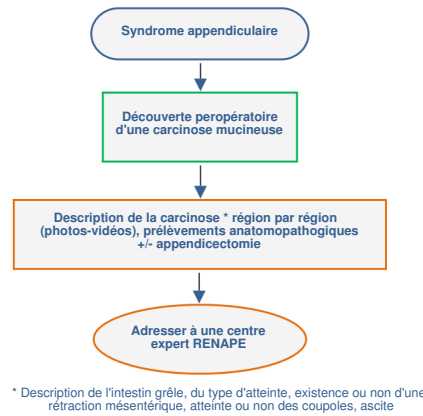 Syndrome appendiculaire
Découverte peropératoire
d'une carcinose mucineuse
Description de la carcinose * région par région
(photos-vidéos), prélèvements anatomopathogiques
+/- appendicectomie
Adresser à une centre
expert RENAPE
* Description de l'intestin grêle, du type d'atteinte, existence ou non d'une
rétraction mésentérique, atteinte ou non des coupoles, ascite